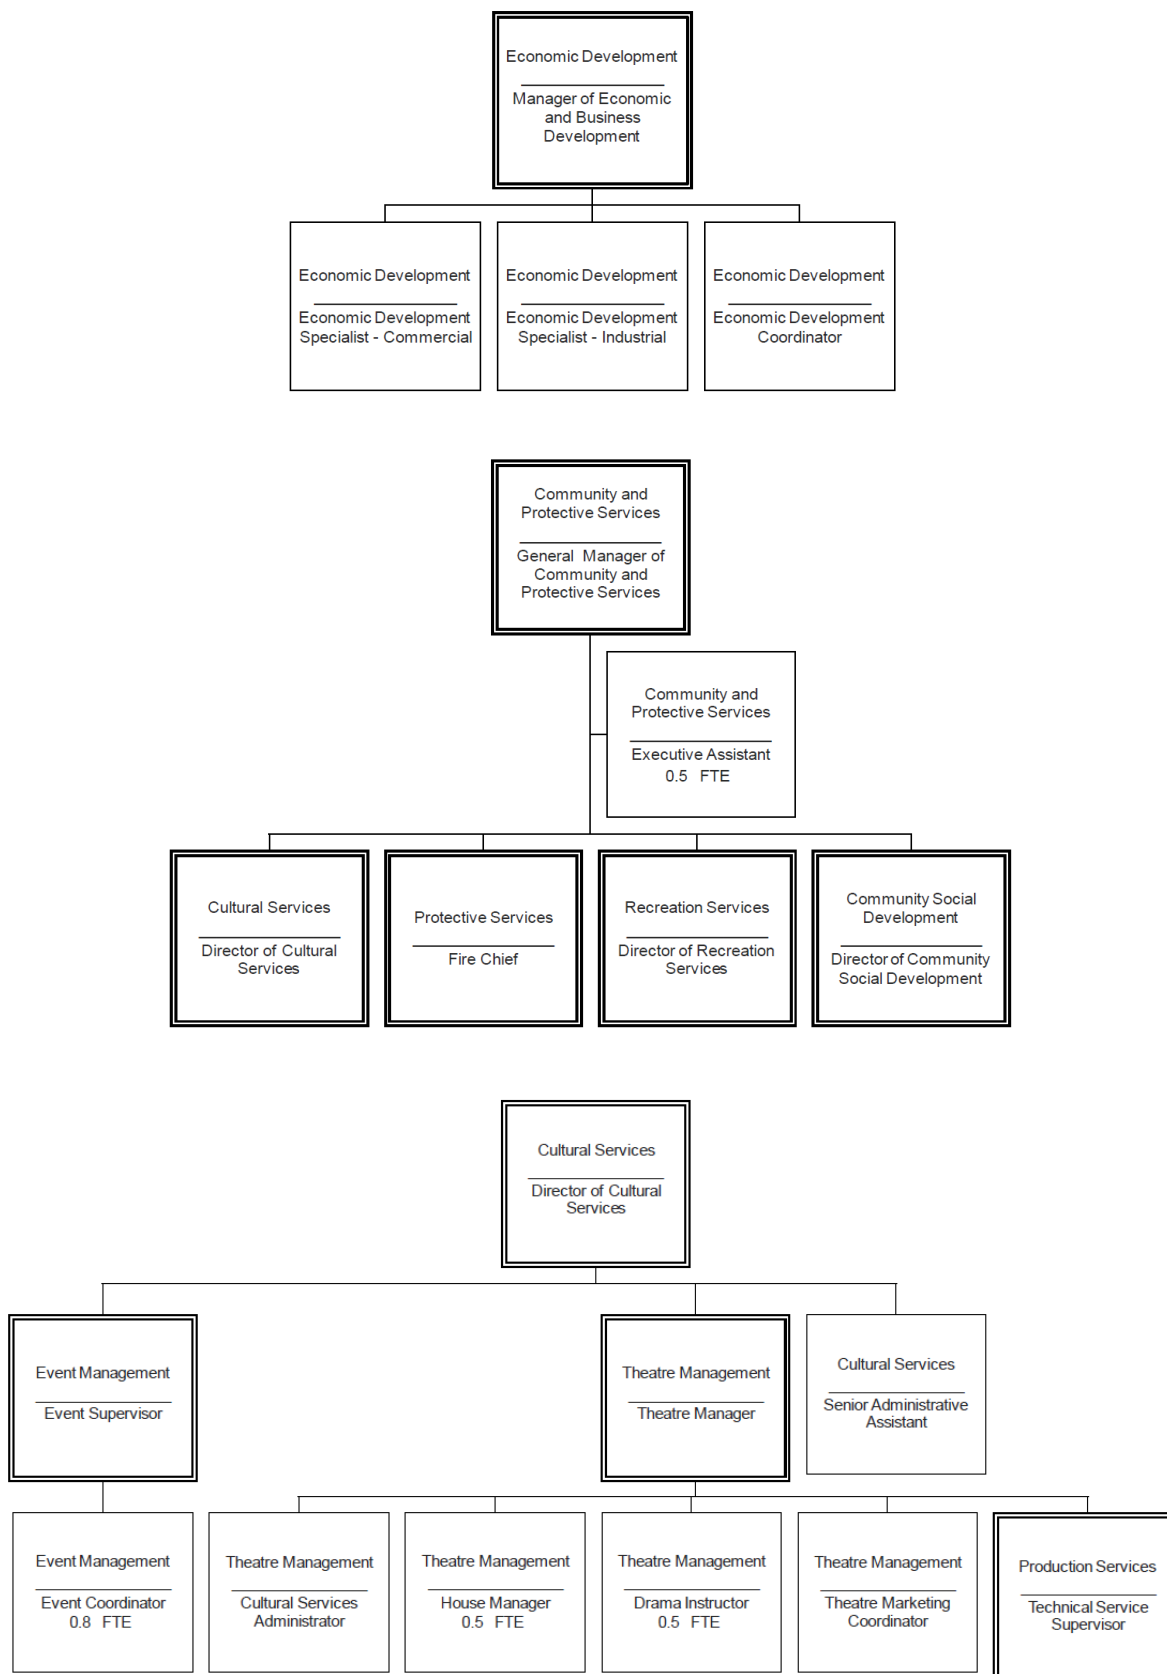 Economic Development
Manager of Economic
and Business
Development
Economic Development
Economic Development
Specialist - Commercial
Economic Development
Economic Development
Specialist - Industrial
Economic Development
Economic Development
Coordinator
Community and
Protective Services
General Manager of
Community and
Protective Services
Community and
Protective Services
Executive Assistant
0.5 FTE
Cultural Services
Director of Cultural
Services
Protective Services
Fire Chief
Recreation Services
Director of Recreation
Services
Community Social
Development
Director of Community
Social Development
Cultural Services
Director of Cultural
Services
Event Management
Event Supervisor
Theatre Management
Theatre Manager
Cultural Services
Senior Administrative
Assistant
Event Management
Event Coordinator
0.8 FTE
Theatre Management
Cultural Services
Administrator
Theatre Management
House Manager
0.5 FTE
Theatre Management
Drama Instructor
0.5 FTE
Theatre Management
Theatre Marketing
Coordinator
Production Services
Technical Service
Supervisor